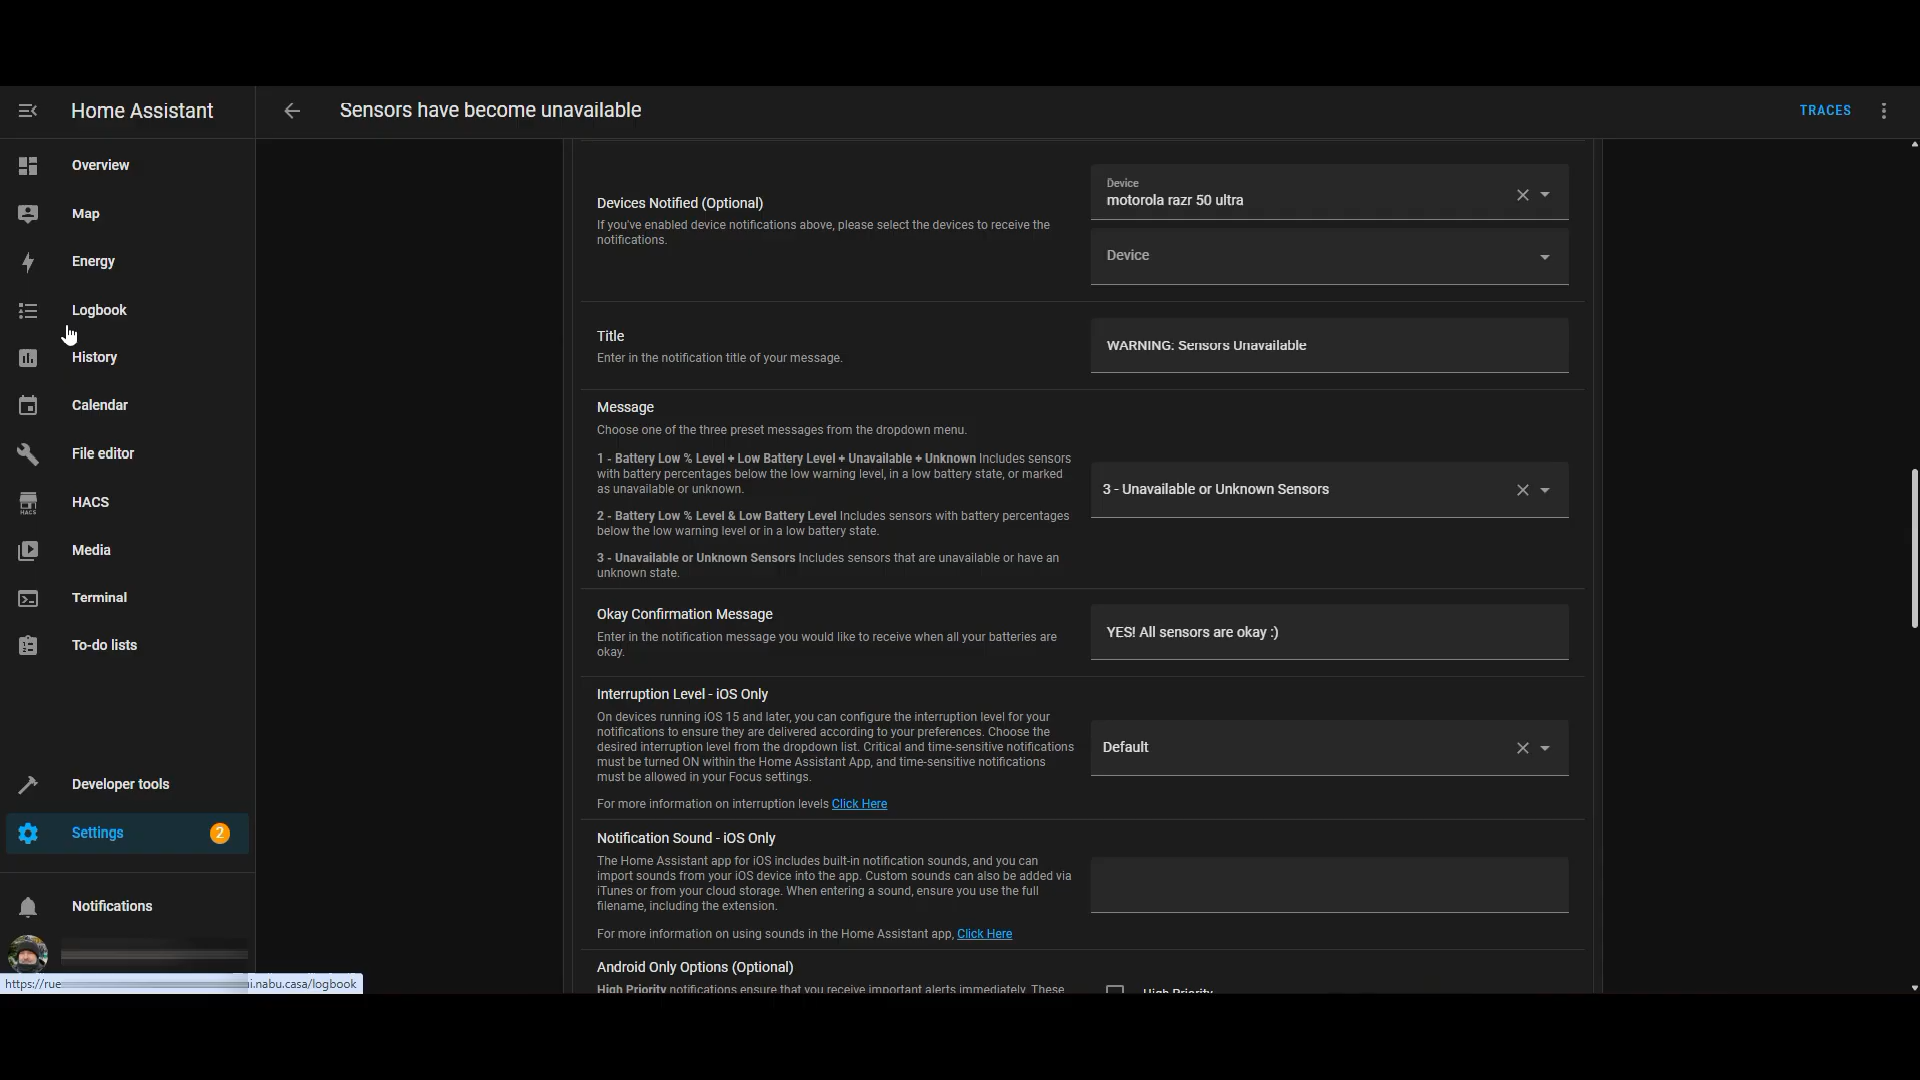 Home Assistant
Sensors have become unavailable
TRACES
Overview
Map
Energy
Logbook
History
Calendar
File editor
HACS
HACS
Media
Terminal
To-do lists
Developer tools
Settings
2
Notifications
https://rue
i.nabu.casa/logbook
Devices Notified (Optional)
If you've enabled device notifications above, please select the devices to receive the
notifications.
Device
motorola razr 50 ultra
Device
Title
Enter in the notification title of your message.
WARNING: Sensors Unavailable
Message
Choose one of the three preset messages from the dropdown menu.
1 - Battery Low % Level + Low Battery Level + Unavailable + Unknown Includes sensors
with battery percentages below the low warning level, in a low battery state, or marked
as unavailable or unknown.
2 - Battery Low % Level & Low Battery Level Includes sensors with battery percentages
below the low warning level or in a low battery state.
3 - Unavailable or Unknown Sensors Includes sensors that are unavailable or have an
unknown state.
3 - Unavailable or Unknown Sensors
Okay Confirmation Message
Enter in the notification message you would like to receive when all your batteries are
okay.
YES! All sensors are okay :)
Interruption Level - iOS Only
On devices running iOS 15 and later, you can configure the interruption level for your
notifications to ensure they are delivered according to your preferences. Choose the
desired interruption level from the dropdown list. Critical and time-sensitive notifications
must be turned ON within the Home Assistant App, and time-sensitive notifications
must be allowed in your Focus settings.
For more information on interruption levels Click Here
Default
Notification Sound - iOS Only
The Home Assistant app for iOS includes built-in notification sounds, and you can
import sounds from your iOS device into the app. Custom sounds can also be added via
iTunes or from your cloud storage. When entering a sound, ensure you use the full
filename, including the extension.
For more information on using sounds in the Home Assistant app, Click Here
Android Only Options (Optional)
High Priority notifications ensure that you receive important alerts immediately. These
High Priority